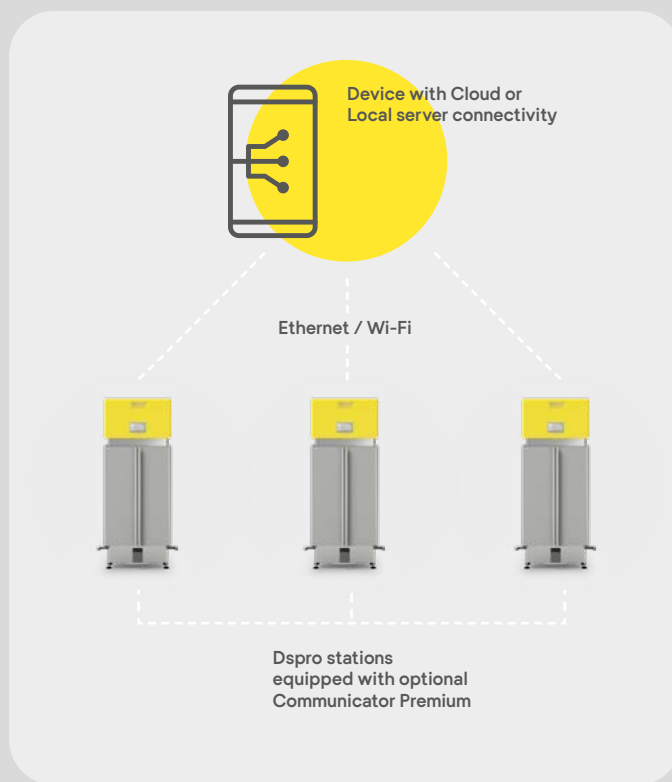 Device with Cloud or
Local server connectivity
Ethernet / Wi-Fi
Dspro stations
equipped with optional
Communicator Premium